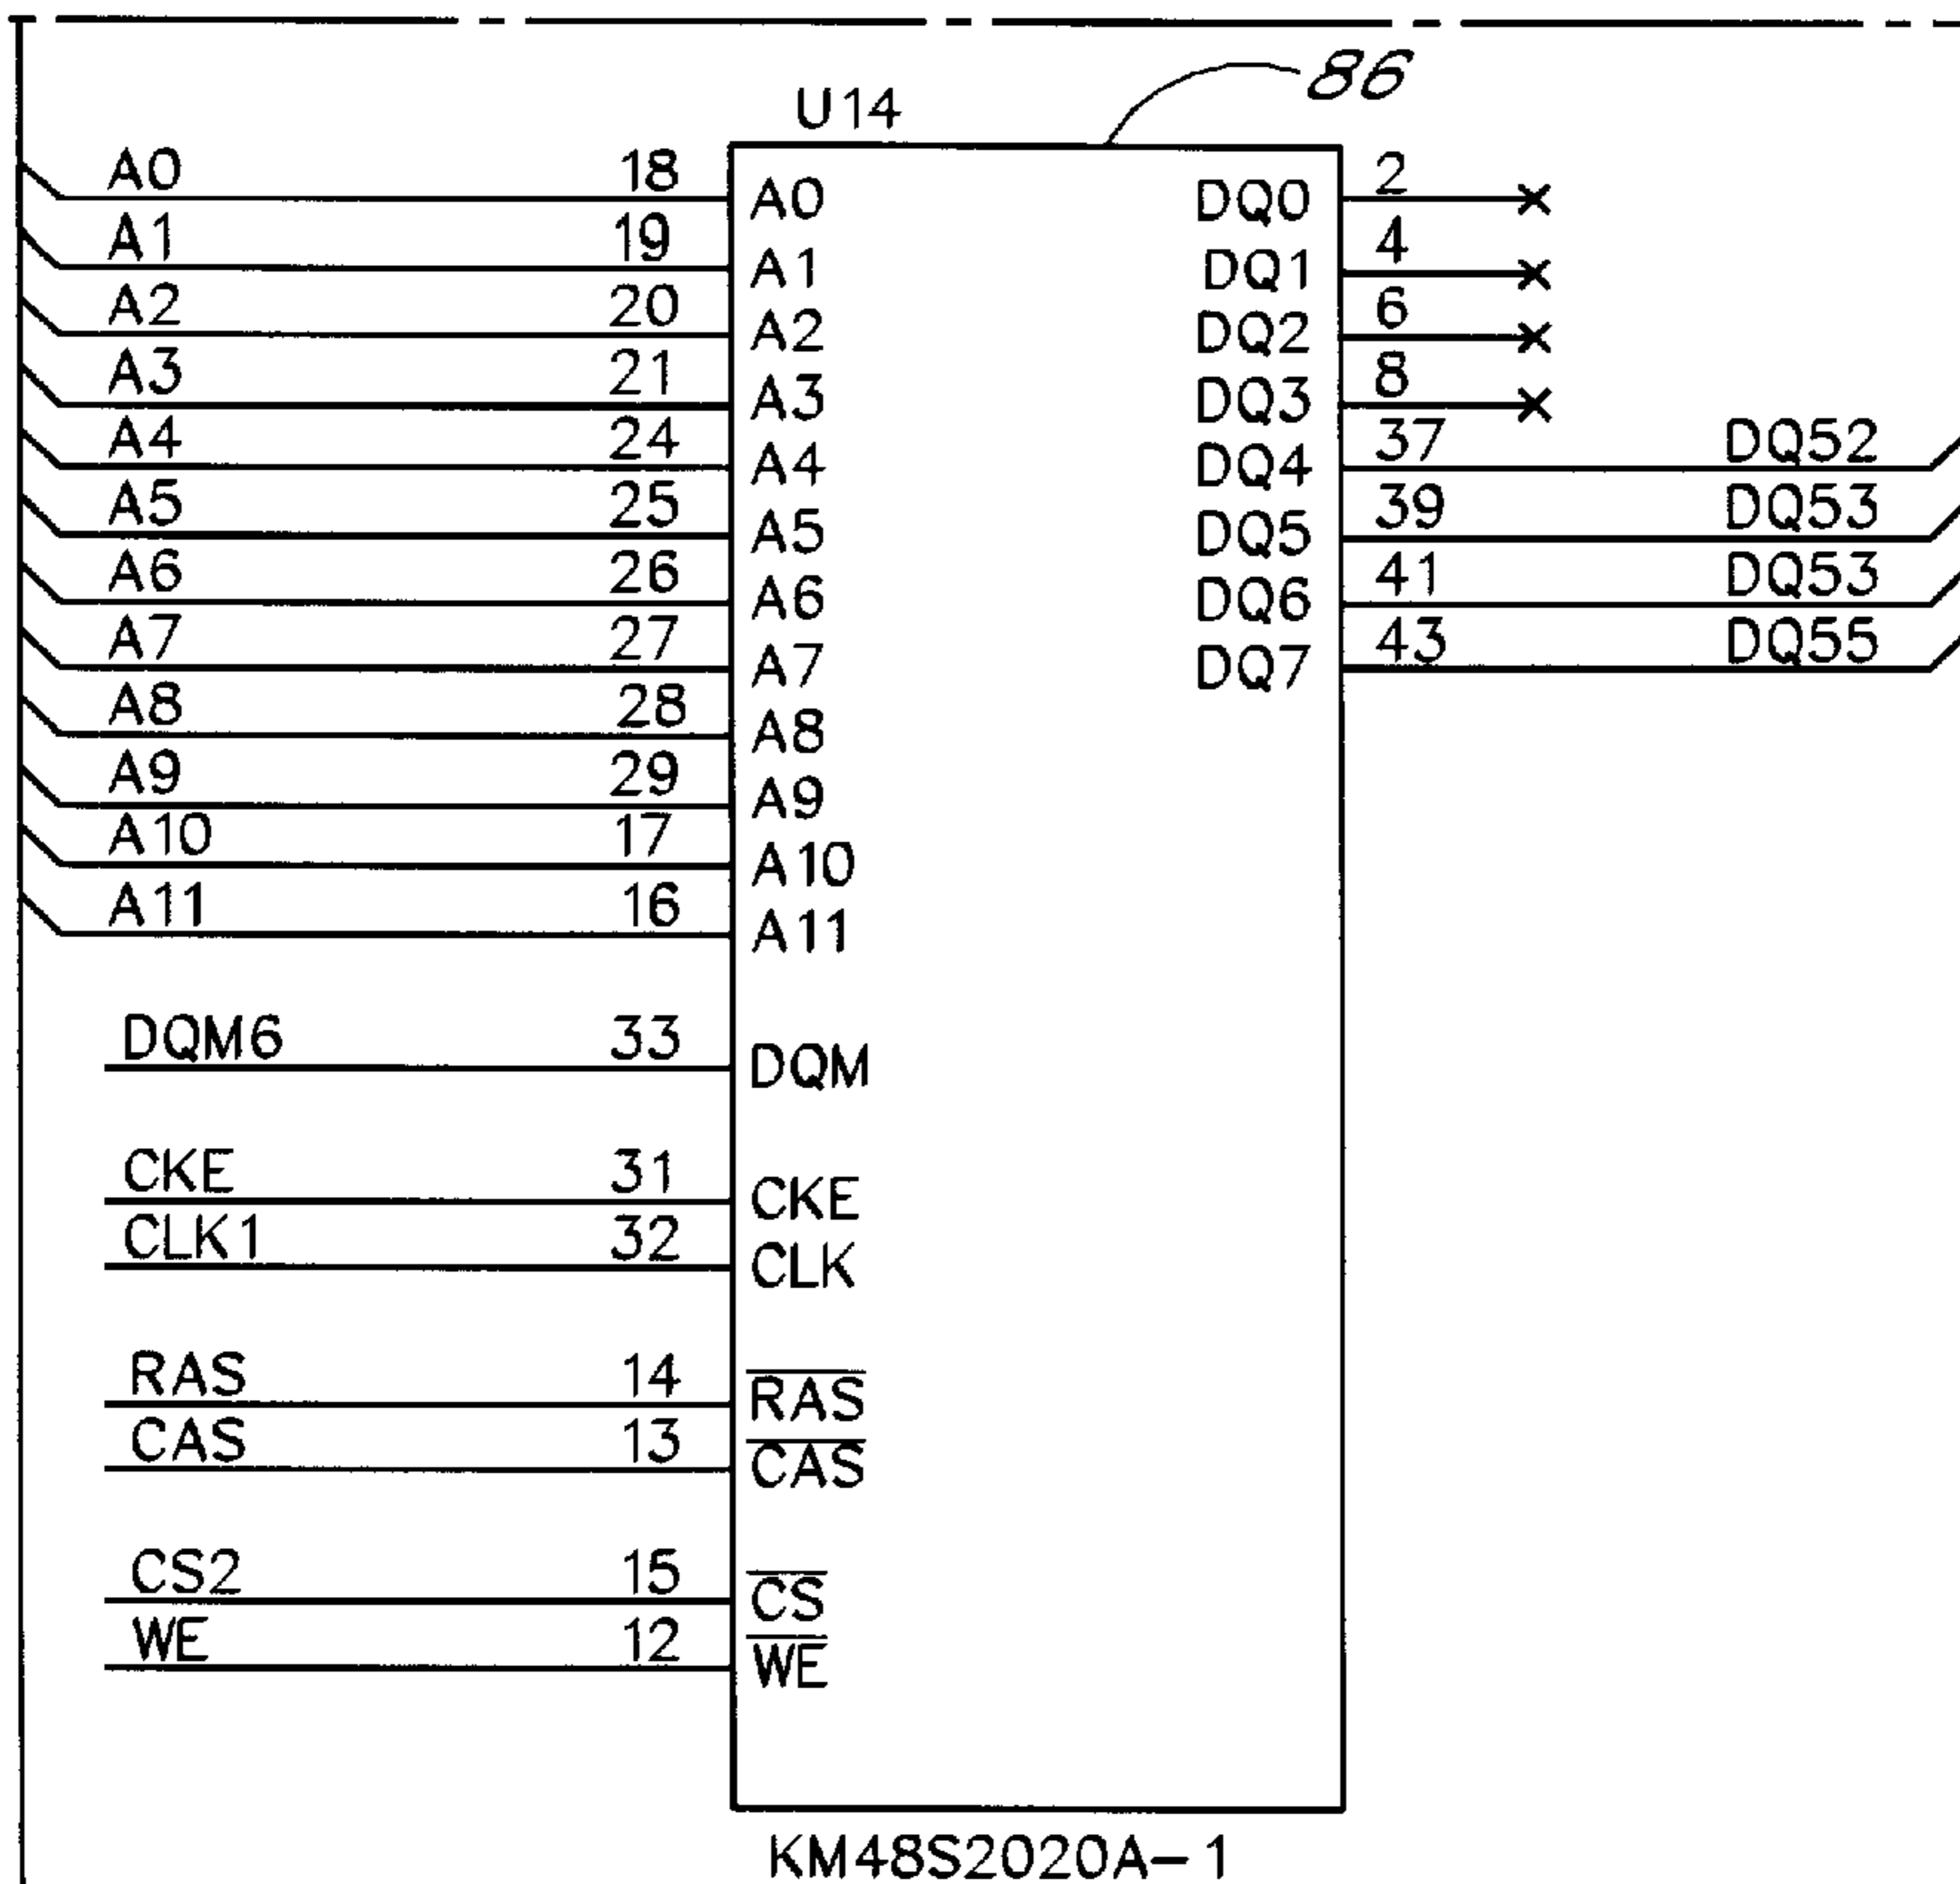 86
U14
A0 18 A0 DQ0 2
A1 19 A1 DQ1 4
A2 20 A2 DQ2 6
A3 21 A3 DQ3 8
A4 24 A4 DQ4 37 DQ52
A5 25 A5 DQ5 39 DQ53
A6 26 A6 DQ6 41 DQ53
A7 27 A7 DQ7 43 DQ55
A8 28 A8
A9 29 A9
A10 17 A10
A11 16 A11
DQM6 33 DQM
CKE 31 CKE
CLK1 32 CLK
RAS 14 R̅A̅S̅
CAS 13 C̅A̅S̅
CS2 15 C̅S̅
WE 12 W̅E̅
KM48S2020A-1